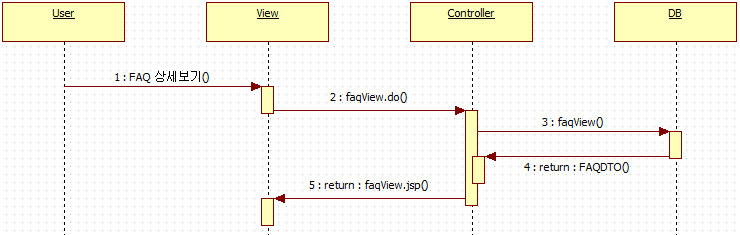 User
View
Controller
DB
1 : FAQ 상세보기()
2 : faqView.do()
3 : faqView()
4 : return : FAQDTO()
5 : return : faqView.jsp()